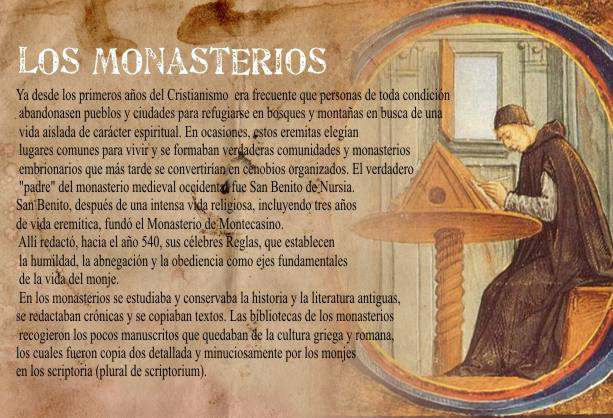 LOS MONASTERIOS
Ya desde los primeros años del Cristianismo era frecuente que personas de toda condición
abandonasen pueblos y ciudades para refugiarse en bosques y montañas en busca de una
vida aislada de carácter espiritual. En ocasiones, estos eremitas elegían
lugares comunes para vivir y se formaban verdaderas comunidades y monasterios
embrionarios que más tarde se convertirían en cenobios organizados. El verdadero
"padre" del monasterio medieval occidental fue San Benito de Nursia.
San Benito, después de una intensa vida religiosa, incluyendo tres años
de vida eremítica, fundó el Monasterio de Montecasino.
Allí redactó, hacia el año 540, sus célebres Reglas, que establecen
la humildad, la abnegación y la obediencia como ejes fundamentales
de la vida del monje.
En los monasterios se estudiaba y conservaba la historia y la literatura antiguas,
se redactaban crónicas y se copiaban textos. Las bibliotecas de los monasterios
recogieron los pocos manuscritos que quedaban de la cultura griega y romana,
los cuales fueron copia dos detallada y minuciosamente por los monjes
en los scriptoria (plural de scriptorium).